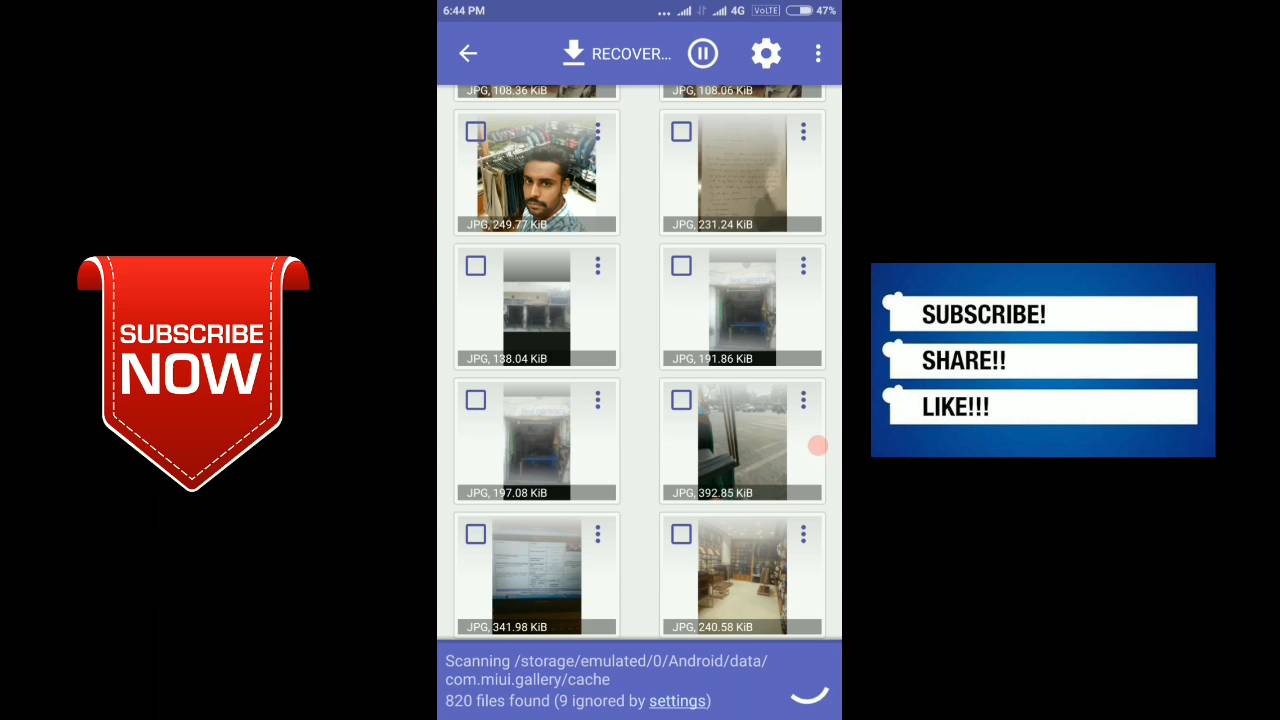 6:44 PM
4G
VoLTE
47%
RECOVER...
JPG, 108.36 KiB
JPG, 108.06 KiB
JPG, 249.77 KiB
JPG, 231.24 KiB
JPG, 138.04 KiB
JPG, 191.86 KiB
JPG, 197.08 KiB
JPG, 392.85 KiB
JPG, 341.98 KiB
JPG, 240.58 KiB
Scanning /storage/emulated/0/Android/data/
com.miui.gallery/cache
820 files found (9 ignored by settings)
SUBSCRIBE
NOW
SUBSCRIBE!
SHARE!!
LIKE!!!